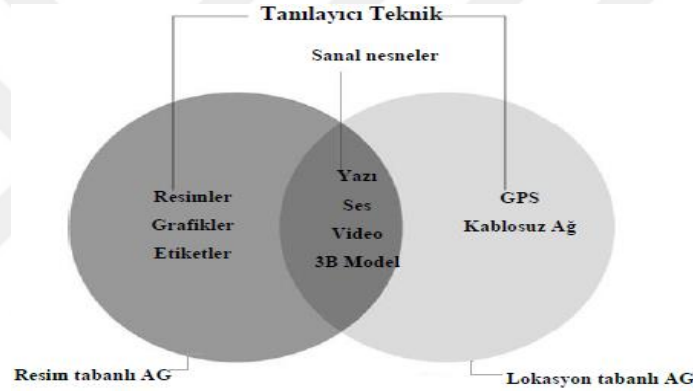 Tanılayıcı Teknik
Sanal nesneler
Resimler
Grafikler
Etiketler
Yazı
Ses
Video
3B Model
GPS
Kablosuz Ağ
Resim tabanlı AG
Lokasyon tabanlı AG